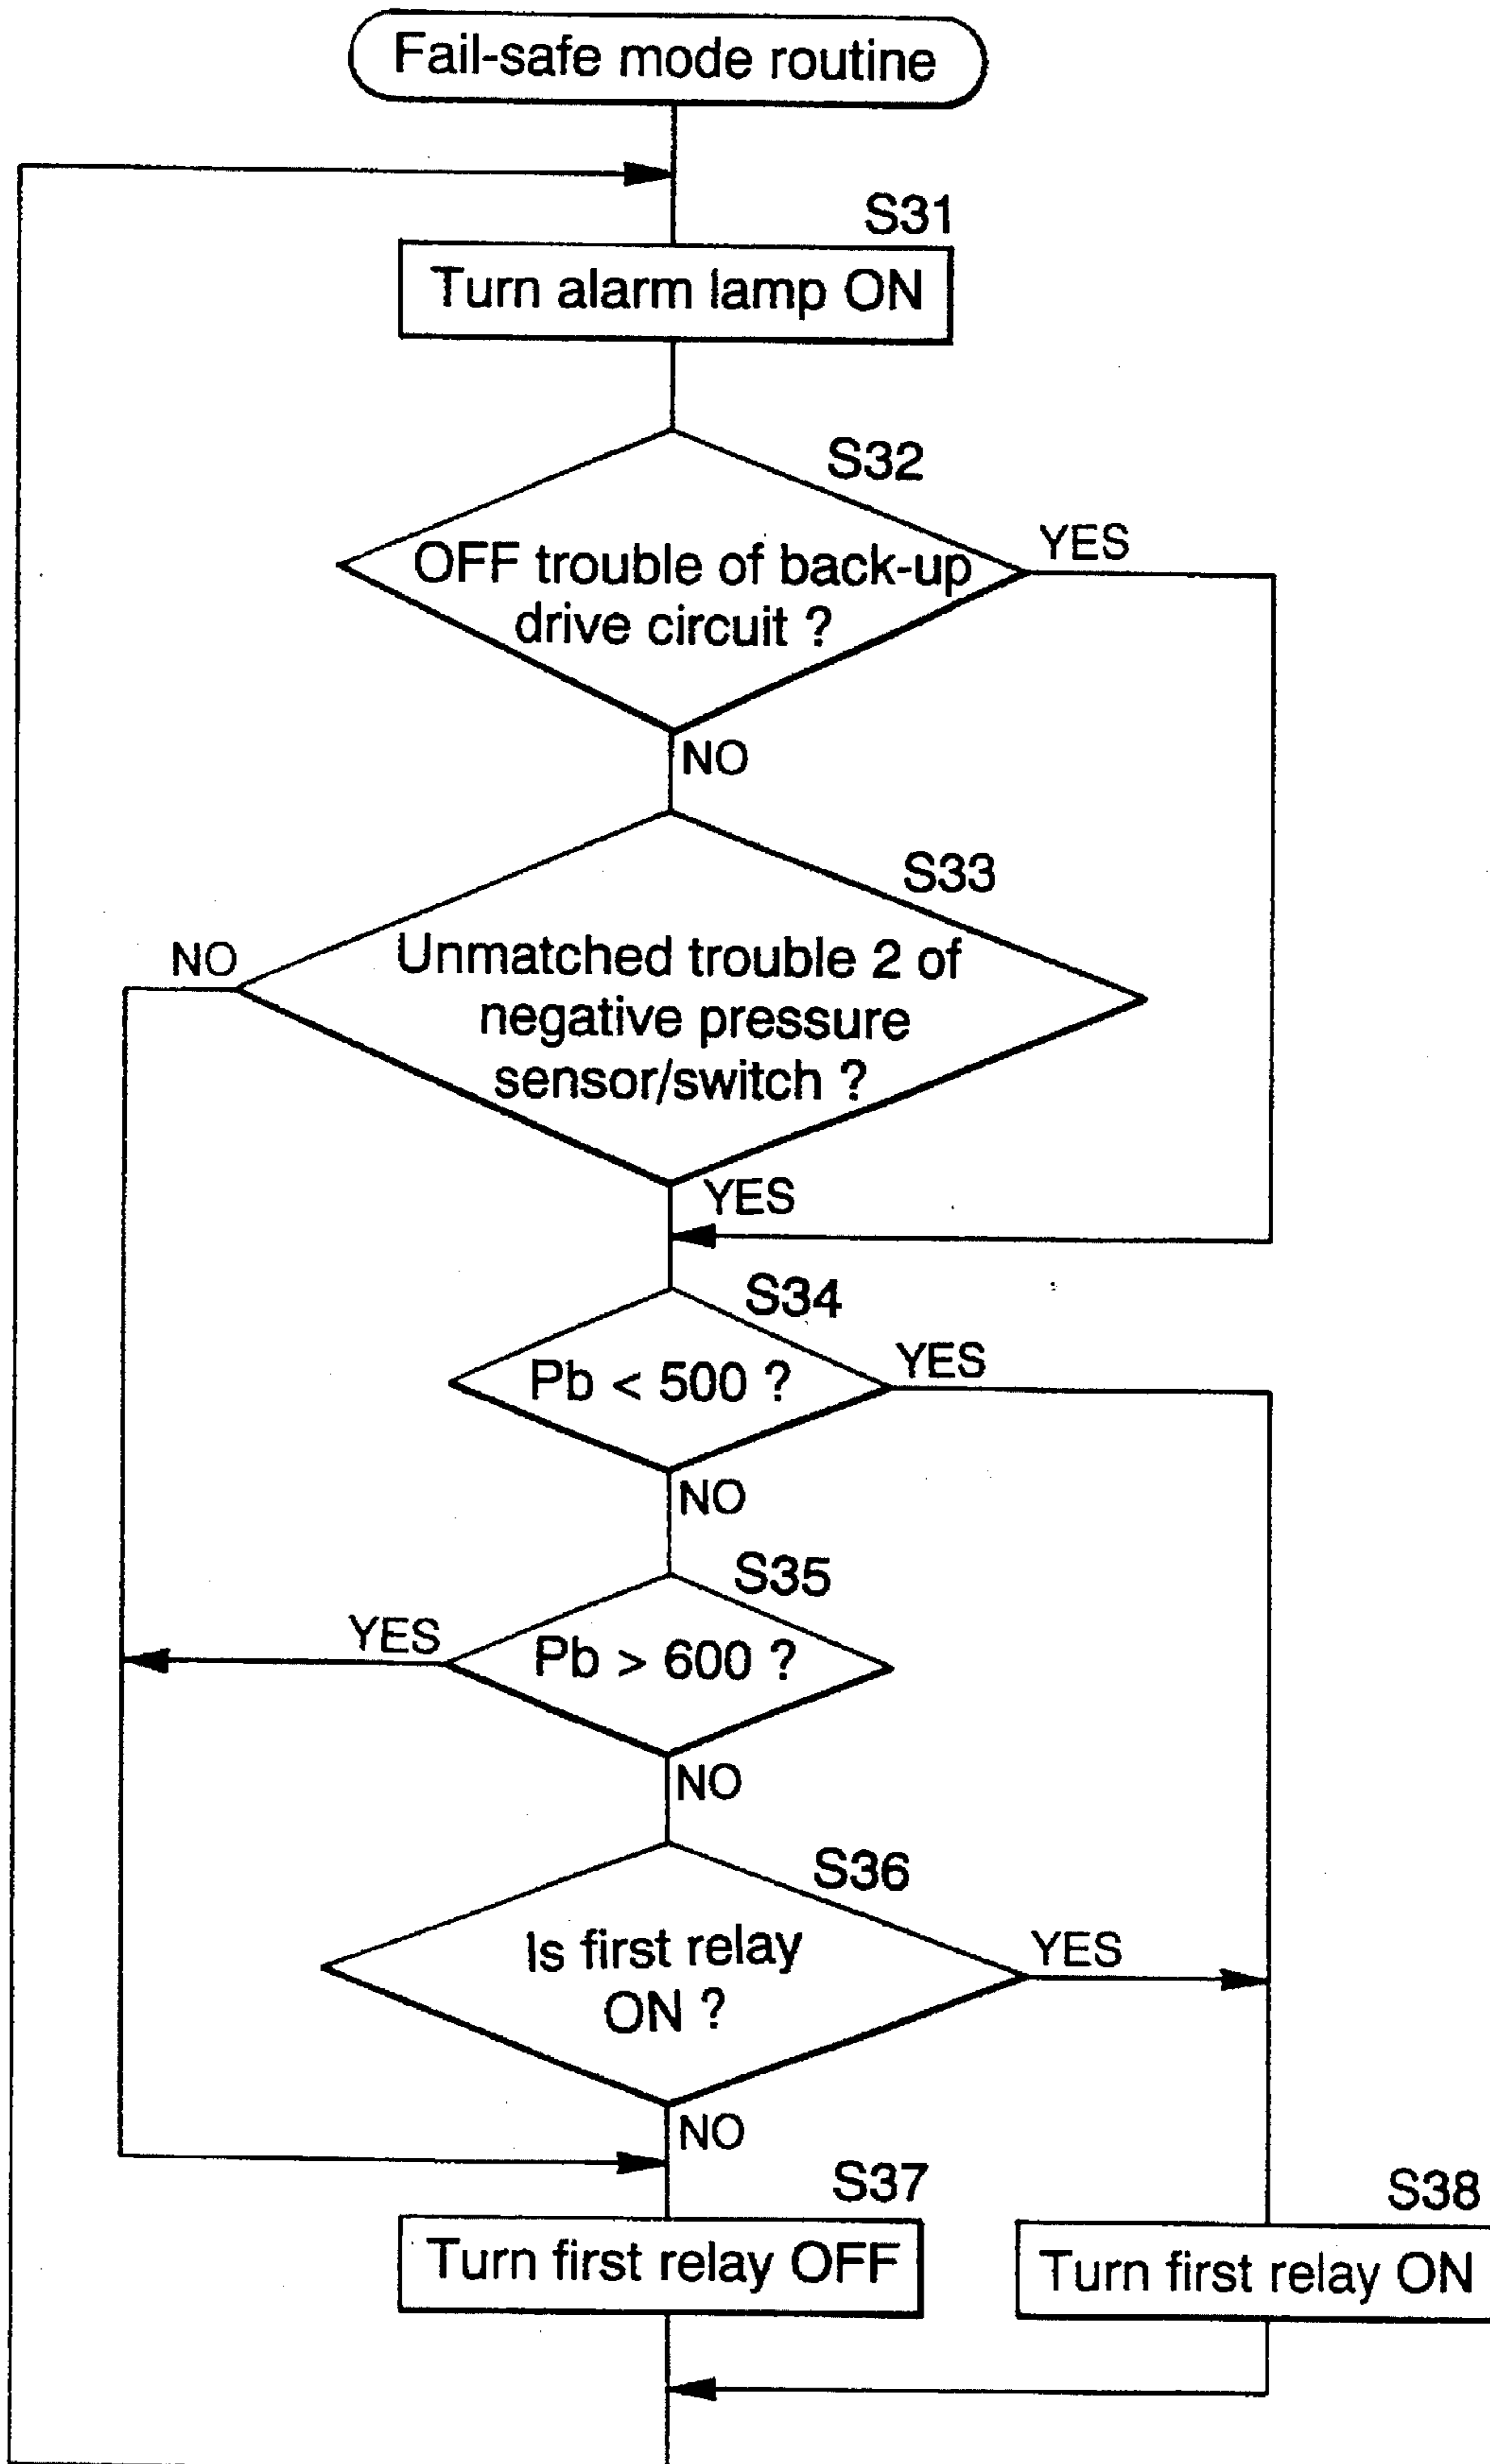 Fail-safe mode routine
S31
Turn alarm lamp ON
S32
OFF trouble of back-up
drive circuit ?
YES
NO
S33
Unmatched trouble 2 of
negative pressure
sensor/switch ?
NO
YES
S34
Pb < 500 ?
YES
NO
S35
Pb > 600 ?
YES
NO
S36
Is first relay
ON ?
YES
NO
S37
Turn first relay OFF
S38
Turn first relay ON